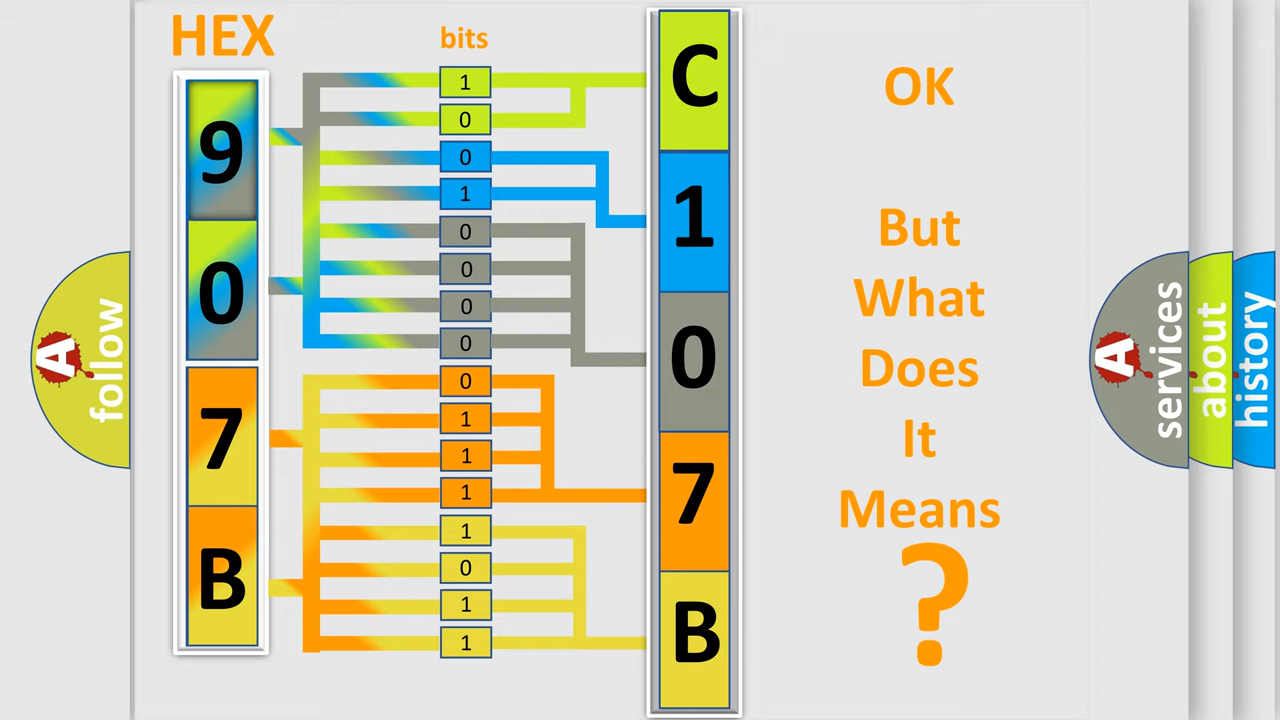 HEX
bits
9
0
7
B
1
0
0
1
0
0
0
0
0
1
1
1
1
0
1
1
C
1
0
7
B
OK
But
What
Does
It
Means
?
A
follow
A
services
about
history